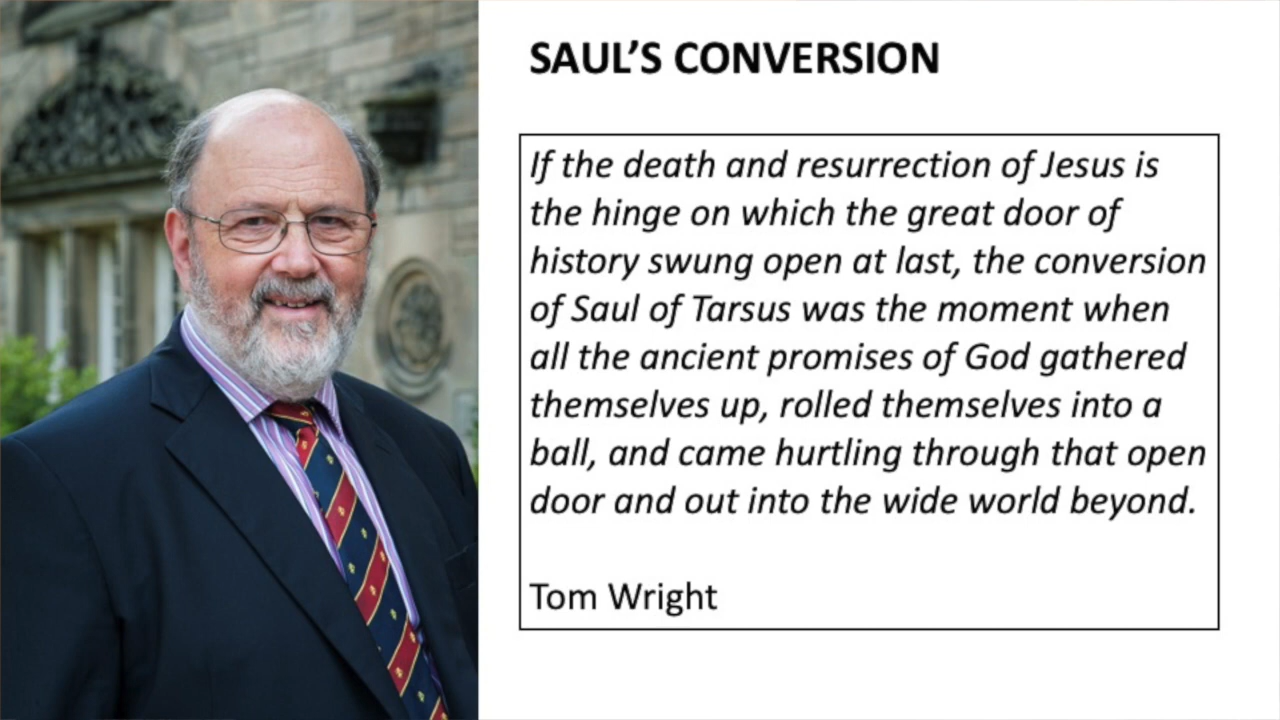 SAUL’S CONVERSION
If the death and resurrection of Jesus is
the hinge on which the great door of
history swung open at last, the conversion
of Saul of Tarsus was the moment when
all the ancient promises of God gathered
themselves up, rolled themselves into a
ball, and came hurtling through that open
door and out into the wide world beyond.
Tom Wright